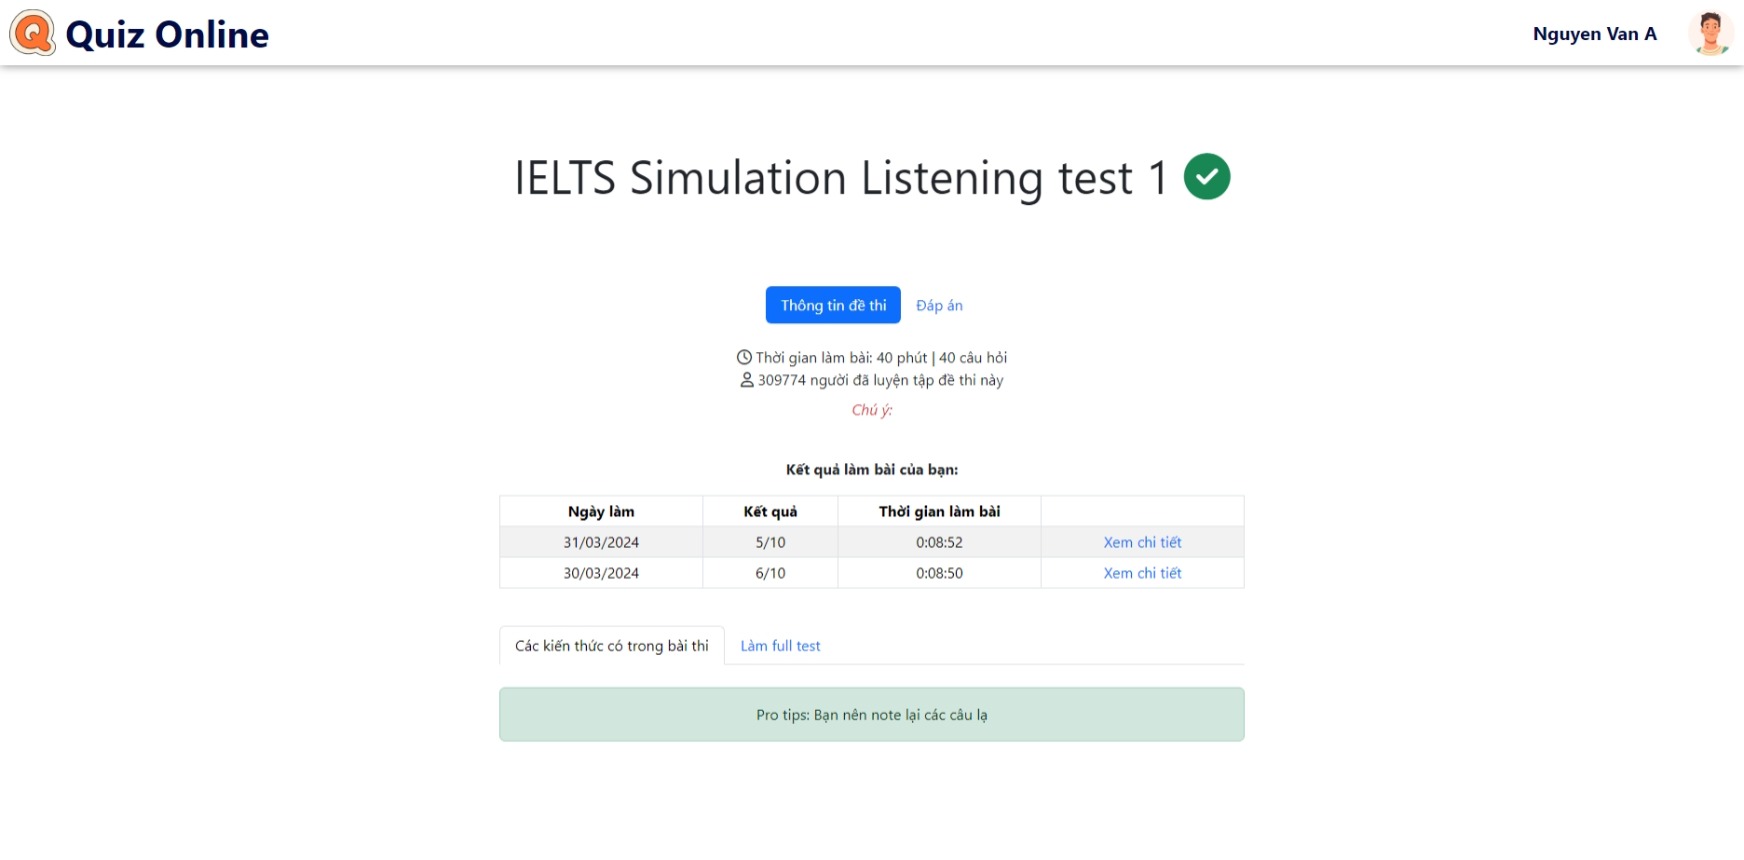 Quiz Online
Nguyen Van A
IELTS Simulation Listening test 1
Thông tin đề thi Đáp án
Thời gian làm bài: 40 phút | 40 câu hỏi
309774 người đã luyện tập đề thi này
Chú ý:
Kết quả làm bài của bạn:
Ngày làm Kết quả Thời gian làm bài
31/03/2024 5/10 0:08:52 Xem chi tiết
30/03/2024 6/10 0:08:50 Xem chi tiết
Các kiến thức có trong bài thi Làm full test
Pro tips: Bạn nên note lại các câu lạ